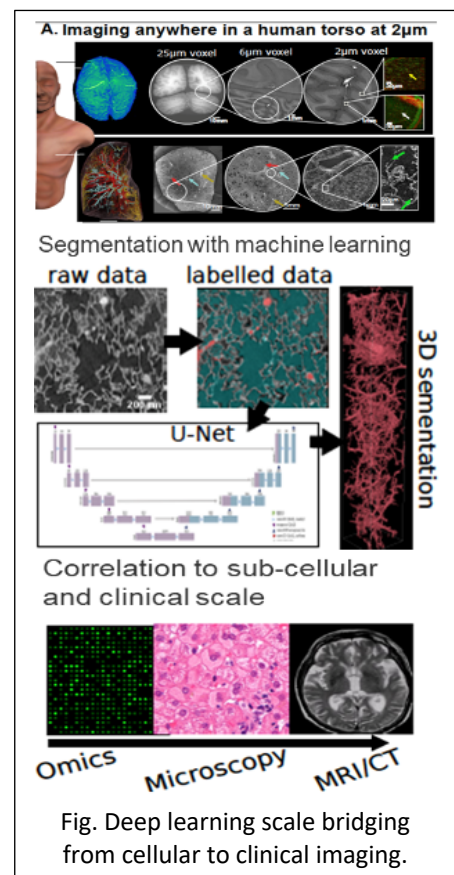 A. Imaging anywhere in a human torso at 2μm
25μm voxel 6μm voxel 2μm voxel
Segmentation with machine learning
raw data labelled data
200 μm
U-Net
3D sementation
Correlation to sub-cellular
and clinical scale
Omics Microscopy MRI/CT
Fig. Deep learning scale bridging
from cellular to clinical imaging.